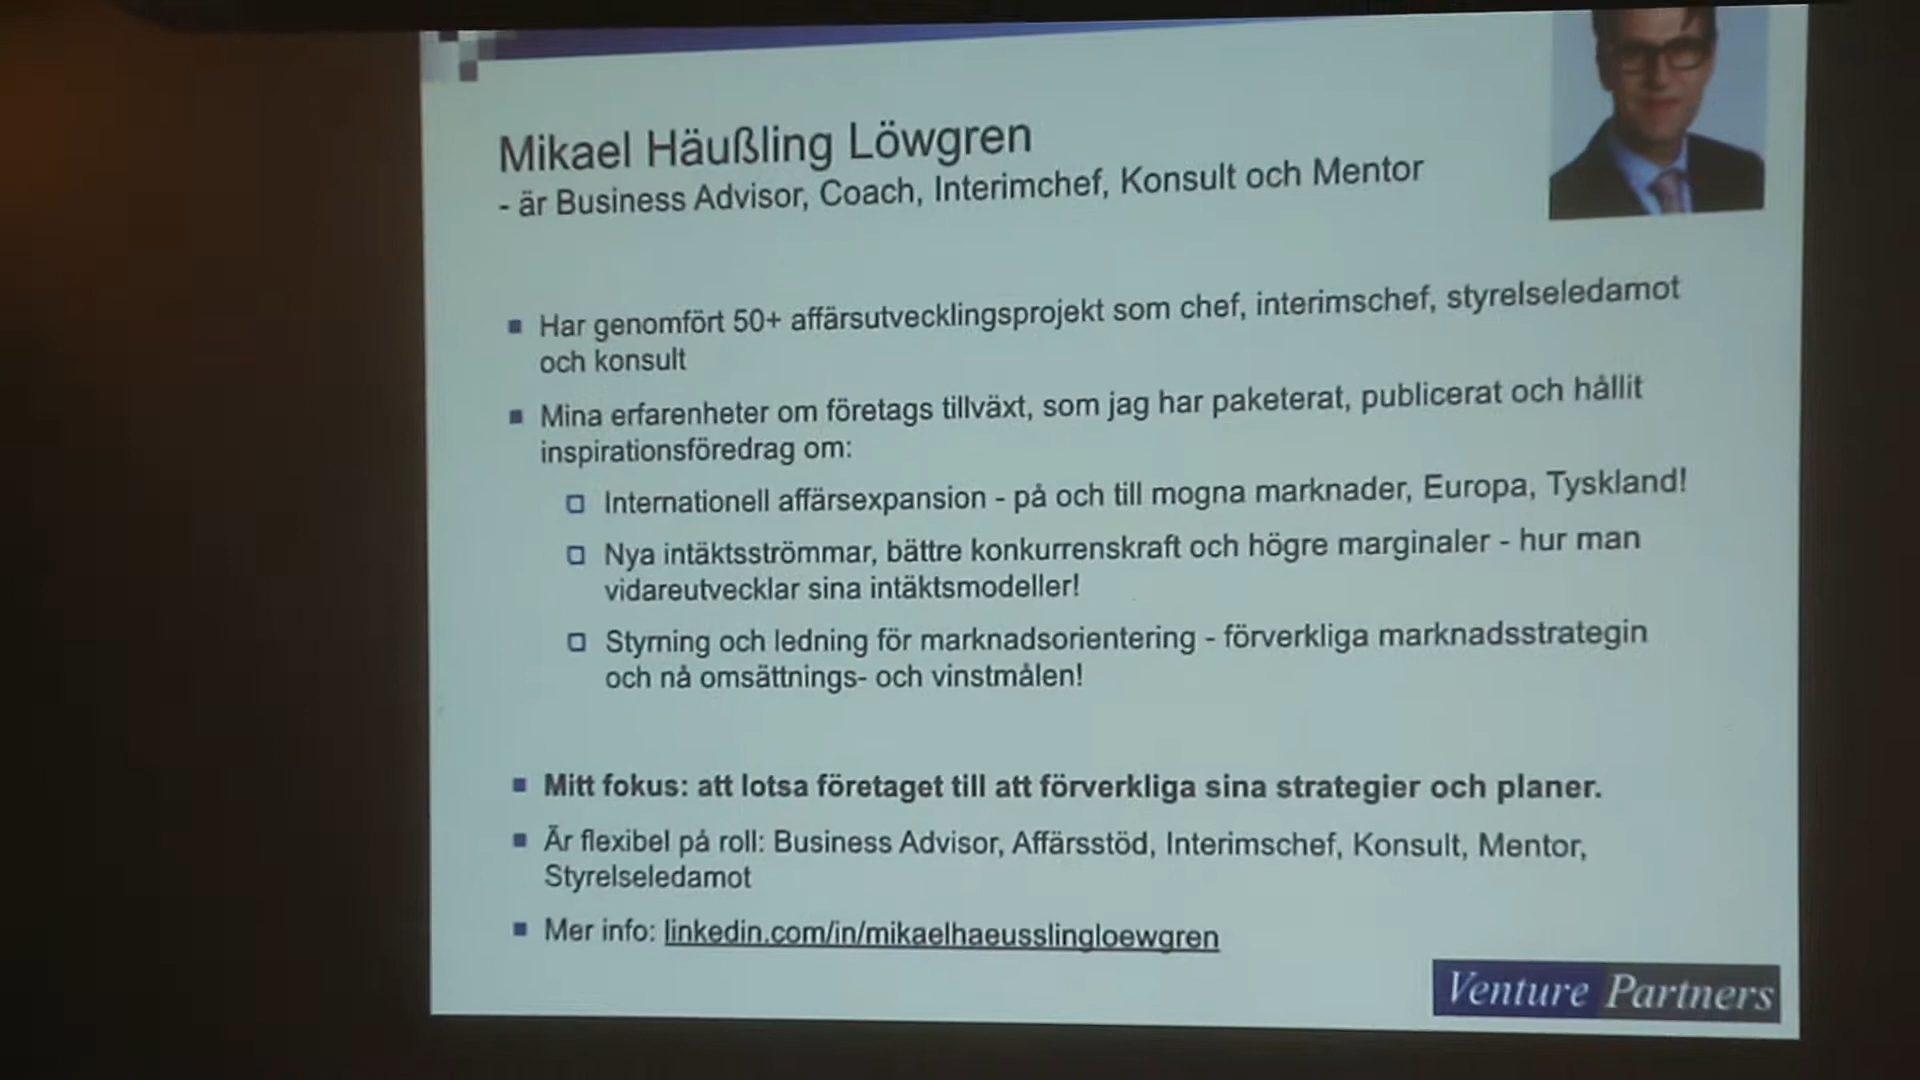 Mikael Häußling Löwgren
- är Business Advisor, Coach, Interimchef, Konsult och Mentor
Har genomfört 50+ affärsutvecklingsprojekt som chef, interimschef, styrelseledamot
och konsult
Mina erfarenheter om företags tillväxt, som jag har paketerat, publicerat och hållit
inspirationsföredrag om:
Internationell affärsexpansion - på och till mogna marknader, Europa, Tyskland!
Nya intäktsströmmar, bättre konkurrenskraft och högre marginaler - hur man
vidareutvecklar sina intäktsmodeller!
Styrning och ledning för marknadsorientering - förverkliga marknadsstrategin
och nå omsättnings- och vinstmålen!
Mitt fokus: att lotsa företaget till att förverkliga sina strategier och planer.
Är flexibel på roll: Business Advisor, Affärsstöd, Interimschef, Konsult, Mentor,
Styrelseledamot
Mer info: linkedin.com/in/mikaelhaeusslingloewgren
Venture Partners